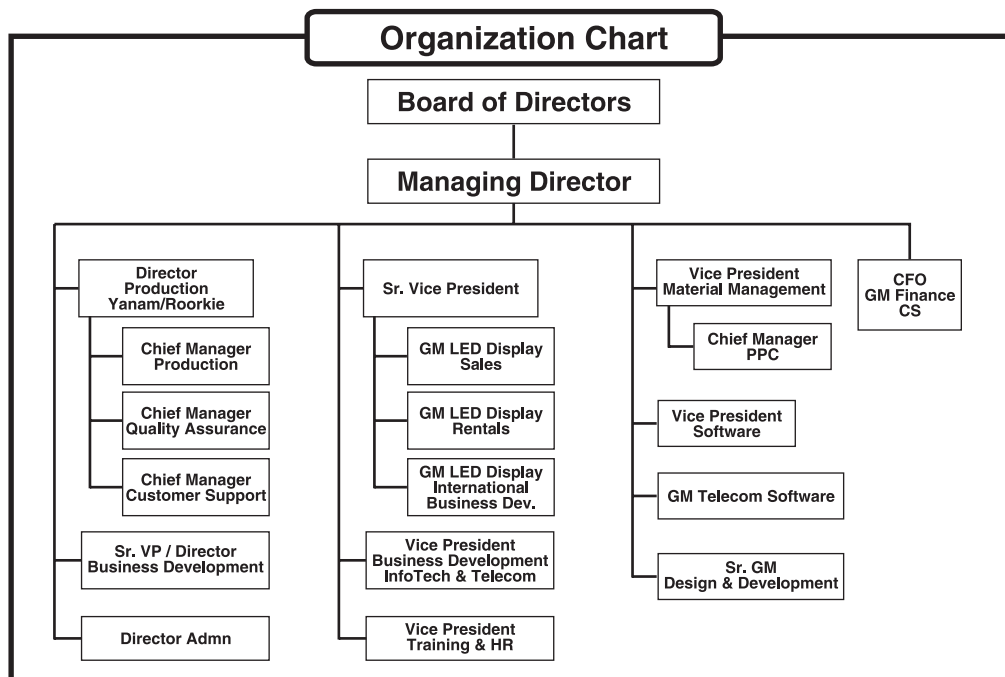 Organization Chart
Board of Directors
Managing Director
Director
Production
Yanam/Roorkie
Chief Manager
Production
Chief Manager
Quality Assurance
Chief Manager
Customer Support
Sr. VP / Director
Business Development
Director Admn
Sr. Vice President
GM LED Display
Sales
GM LED Display
Rentals
GM LED Display
International
Business Dev.
Vice President
Business Development
InfoTech & Telecom
Vice President
Training & HR
Vice President
Material Management
Chief Manager
PPC
Vice President
Software
GM Telecom Software
Sr. GM
Design & Development
CFO
GM Finance
CS